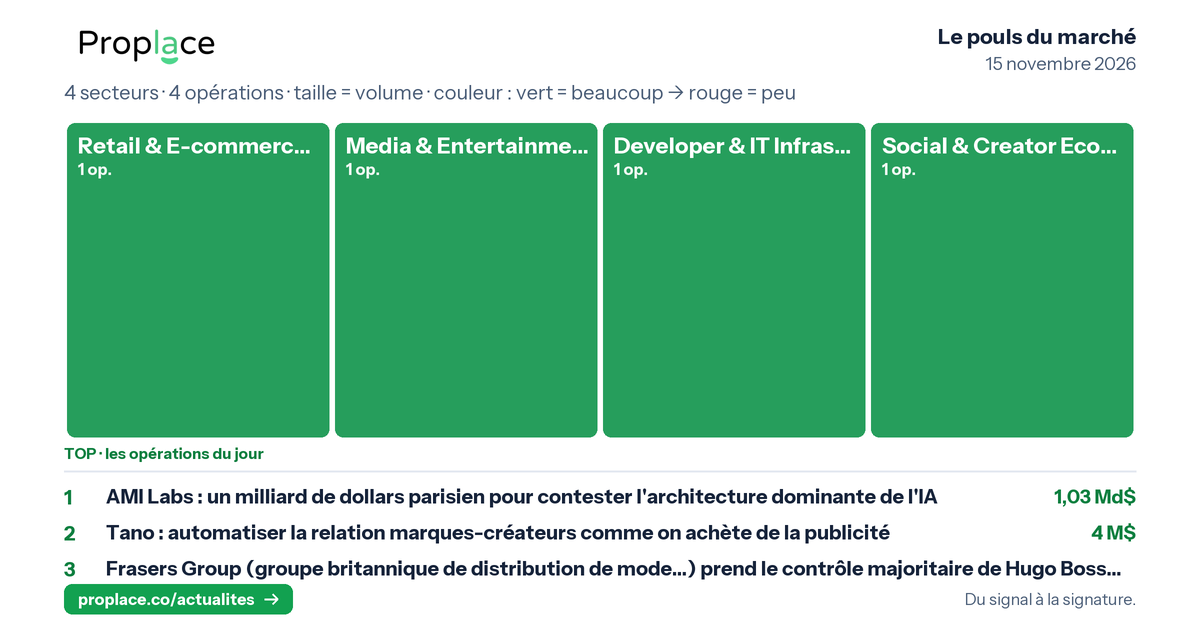 Proplace
Le pouls du marché
15 novembre 2026
4 secteurs · 4 opérations · taille = volume · couleur : vert = beaucoup → rouge = peu
Retail & E-commerc...
1 op.
Media & Entertainme...
1 op.
Developer & IT Infras...
1 op.
Social & Creator Eco...
1 op.
TOP · les opérations du jour
1 AMI Labs : un milliard de dollars parisien pour contester l'architecture dominante de l'IA 1,03 Md$
2 Tano : automatiser la relation marques-créateurs comme on achète de la publicité 4 M$
3 Frasers Group (groupe britannique de distribution de mode...) prend le contrôle majoritaire de Hugo Boss...
proplace.co/actualites →
Du signal à la signature.